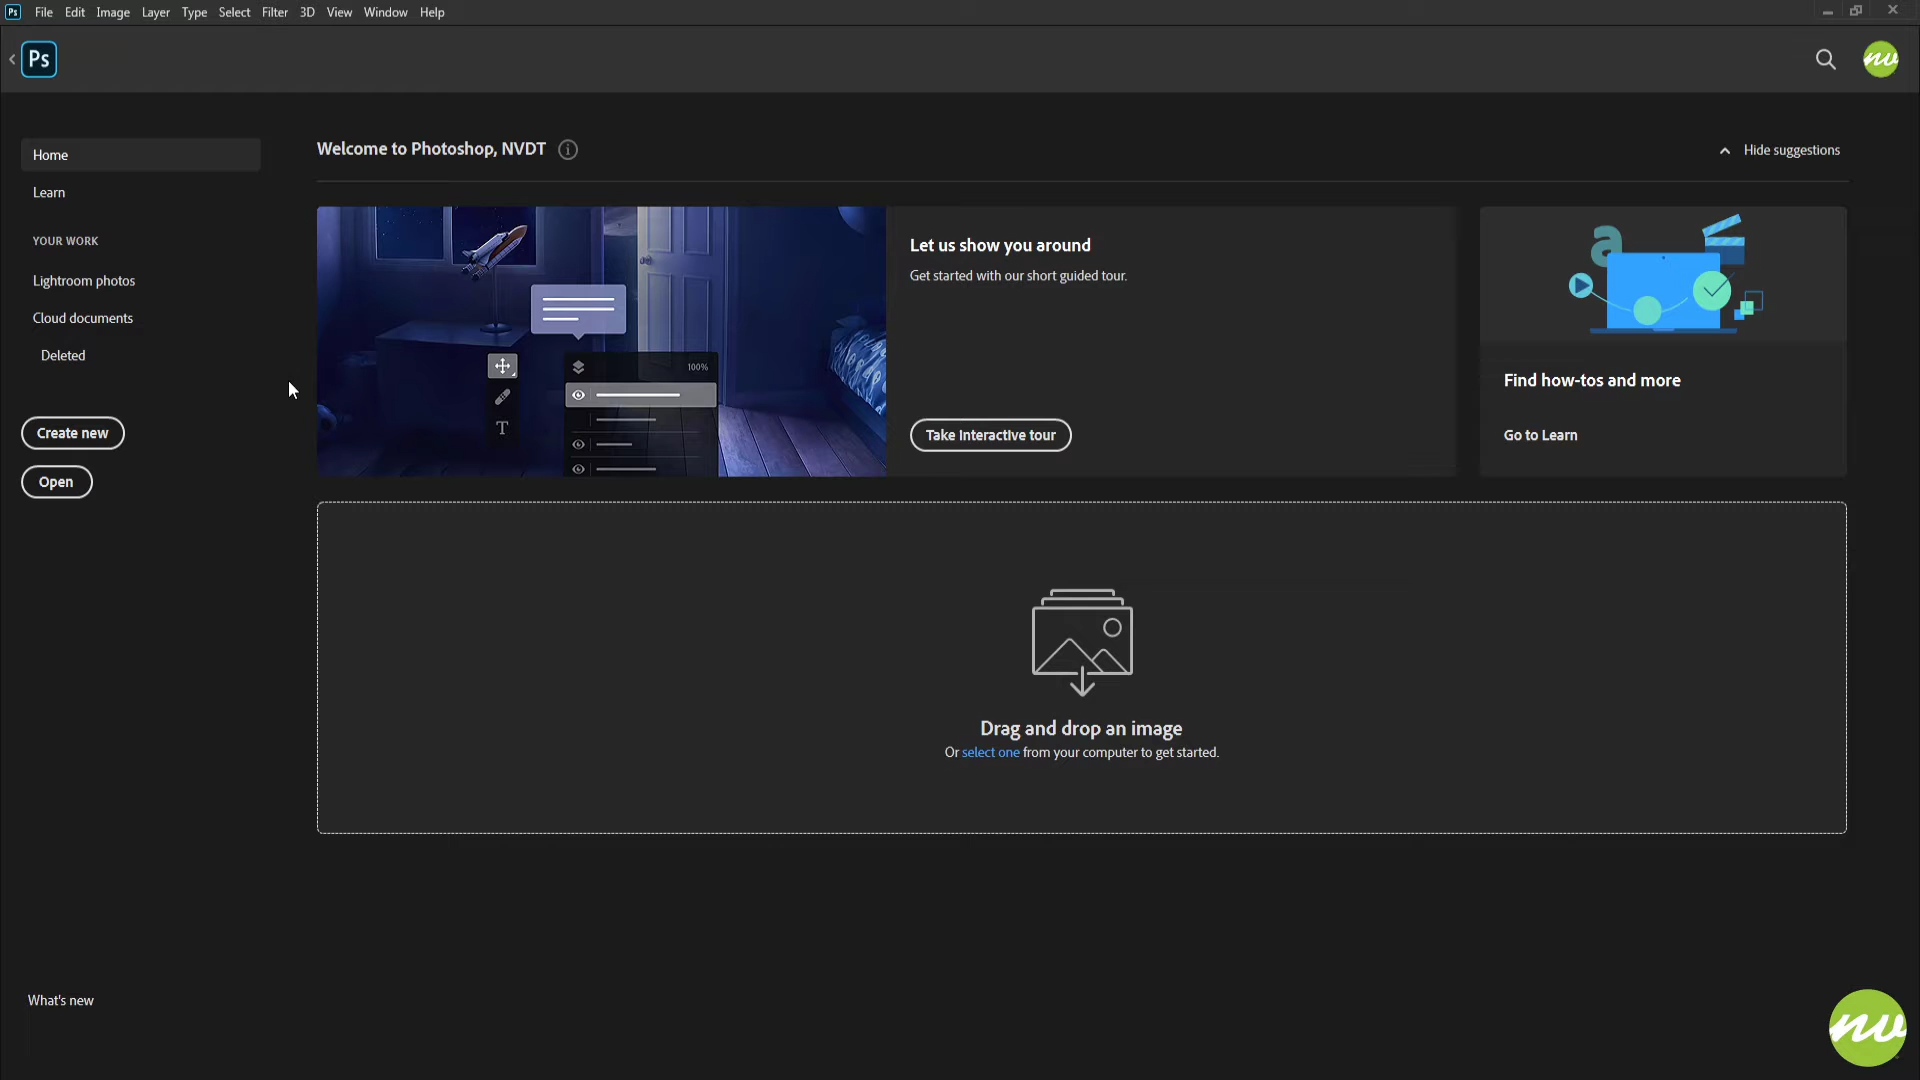 Ps File Edit Image Layer Type Select Filter 3D View Window Help
Ps
nv
Home
Learn
YOUR WORK
Lightroom photos
Cloud documents
Deleted
Create new
Open
Welcome to Photoshop, NVDT
Hide suggestions
100%
T
Let us show you around
Get started with our short guided tour.
Take interactive tour
a
Find how-tos and more
Go to Learn
Drag and drop an image
Or select one from your computer to get started.
What's new
nv